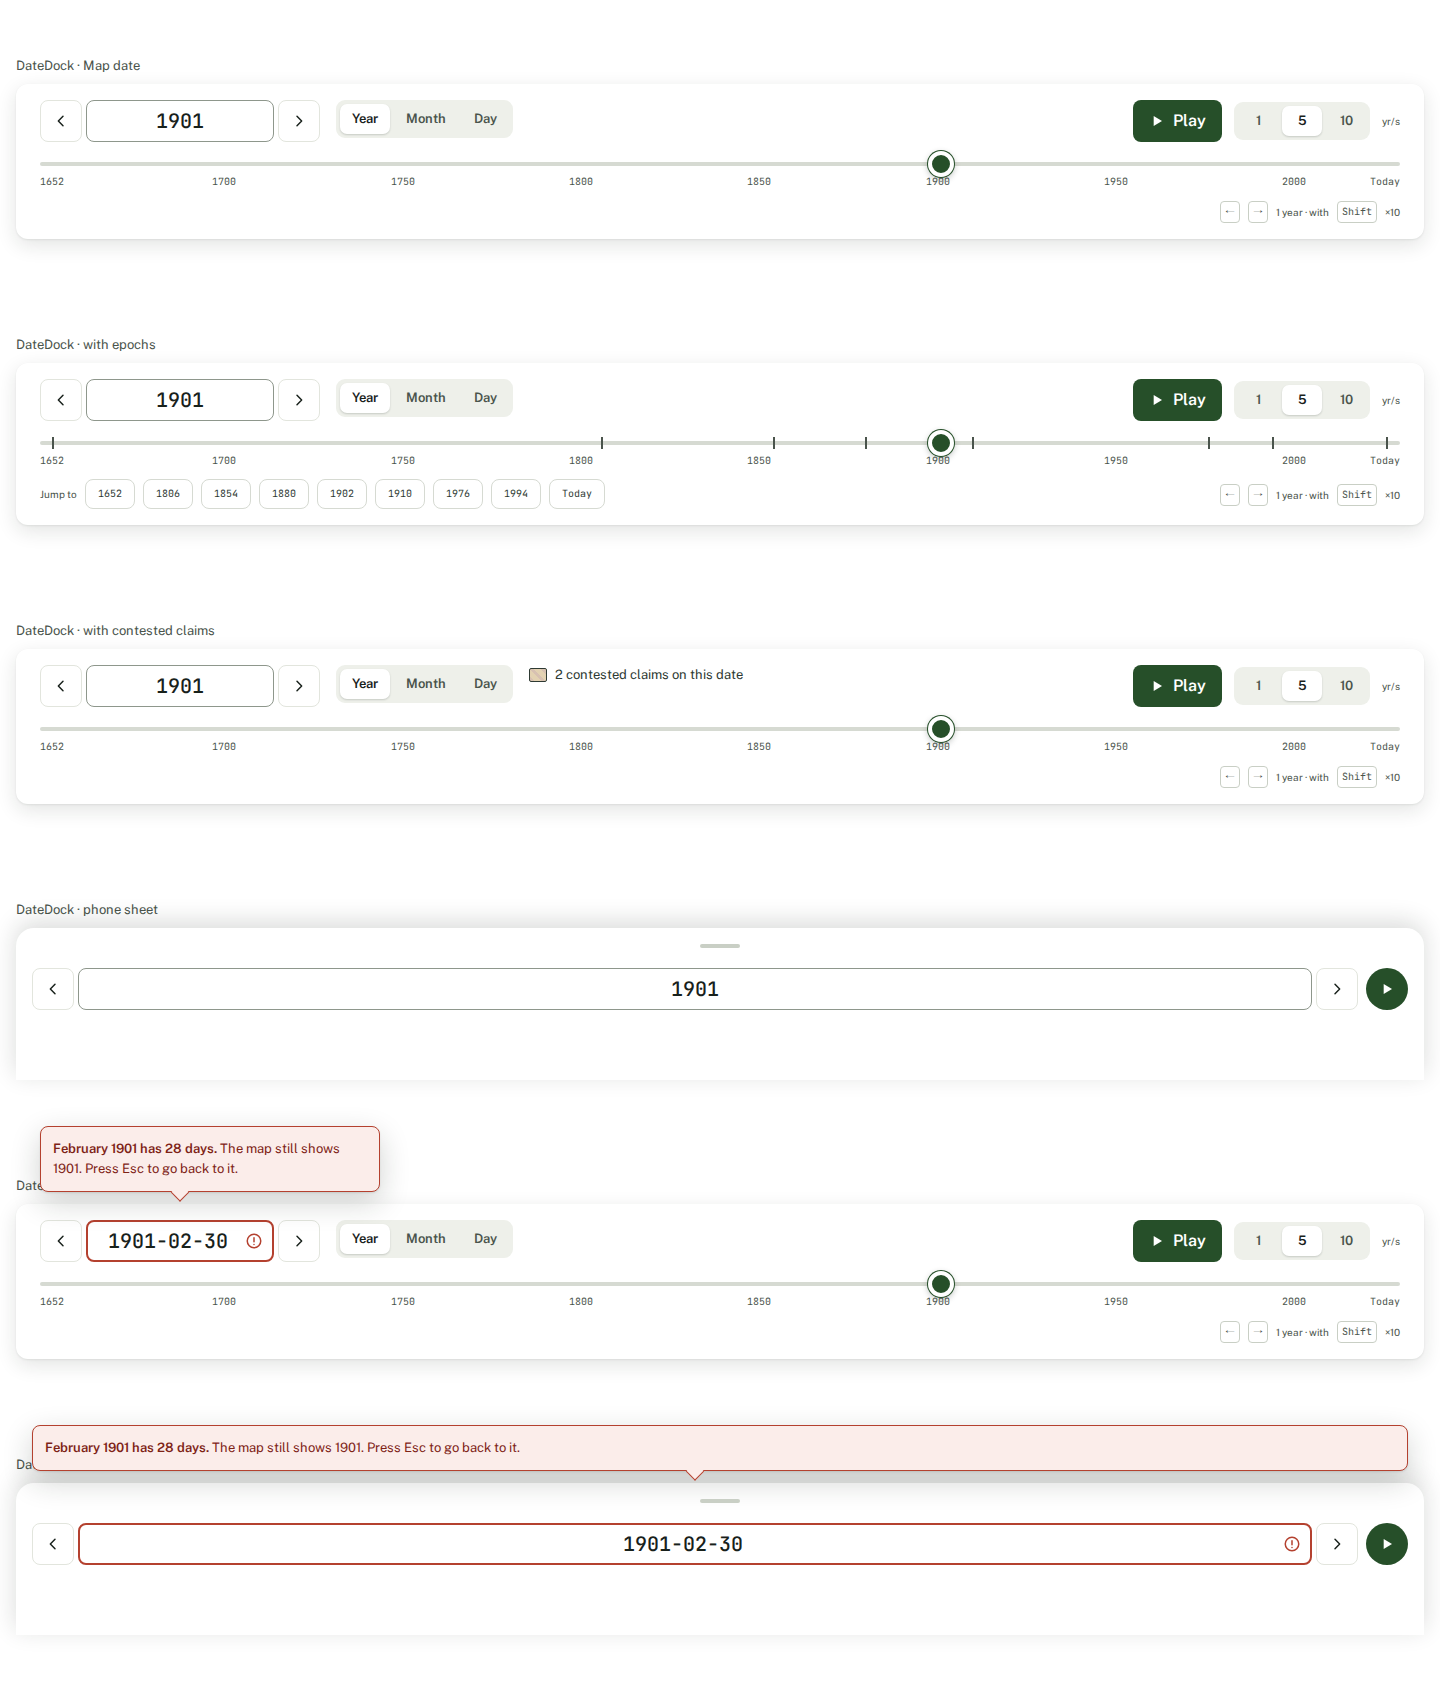 DateDock · Map date
1901 Year Month Day Play 1 5 10 yr/s
1652 1700 1750 1800 1850 1900 1950 2000 Today
← → 1 year · with Shift ×10
DateDock · with epochs
1901 Year Month Day Play 1 5 10 yr/s
1652 1700 1750 1800 1850 1900 1950 2000 Today
Jump to 1652 1806 1854 1880 1902 1910 1976 1994 Today ← → 1 year · with Shift ×10
DateDock · with contested claims
1901 Year Month Day 2 contested claims on this date Play 1 5 10 yr/s
1652 1700 1750 1800 1850 1900 1950 2000 Today
← → 1 year · with Shift ×10
DateDock · phone sheet
1901
February 1901 has 28 days. The map still shows
1901. Press Esc to go back to it.
Date
1901-02-30 Year Month Day Play 1 5 10 yr/s
1652 1700 1750 1800 1850 1900 1950 2000 Today
← → 1 year · with Shift ×10
February 1901 has 28 days. The map still shows 1901. Press Esc to go back to it.
Da
1901-02-30